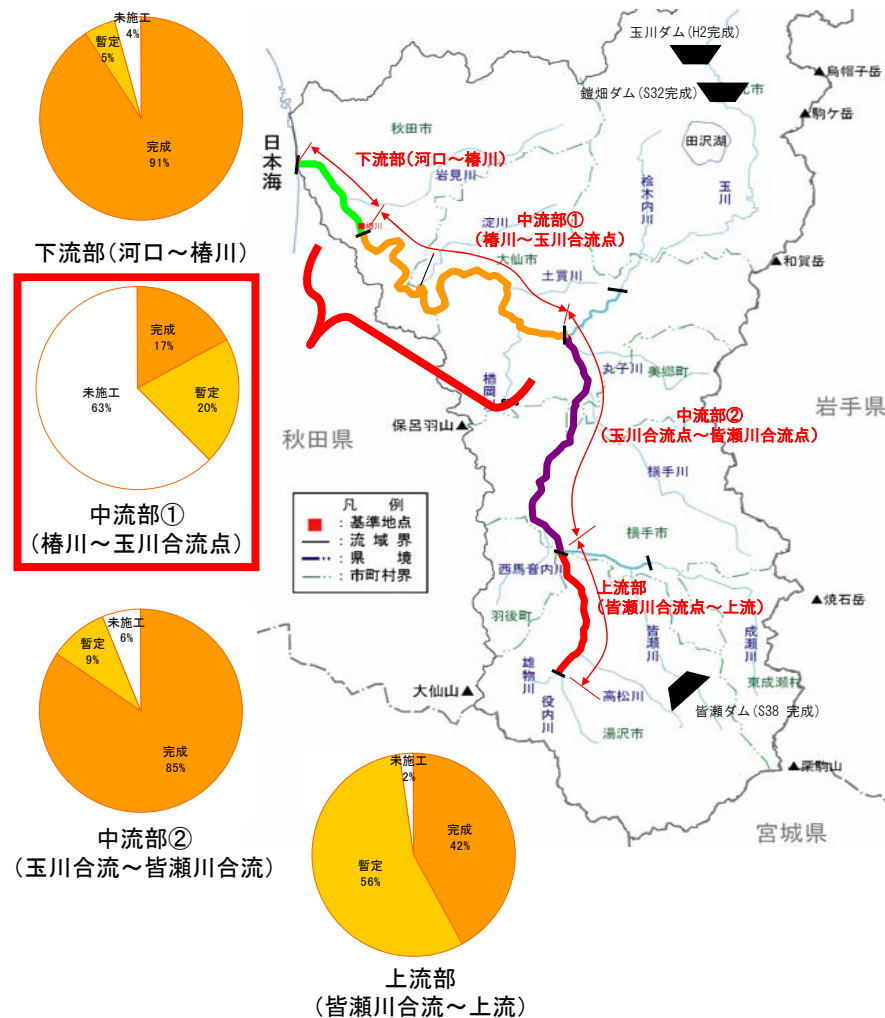 未施工
4%
暫定
5%
完成
91%
下流部(河口～椿川)
完成
17%
未施工
63%
暫定
20%
中流部①
(椿川～玉川合流点)
未施工
6%
暫定
9%
完成
85%
中流部②
(玉川合流～皆瀬川合流)
未施工
2%
完成
42%
暫定
56%
上流部
(皆瀬川合流～上流)
玉川ダム(H2完成)
烏帽子岳
鎧畑ダム(S32完成)
北市
駒ケ岳
秋田市
田沢湖
日本海
下流部(河口～椿川)
岩見川
桧木内川
玉川
椿川
淀川
中流部①
(椿川～玉川合流点)
大仙市
和賀岳
土買川
丸子川
美郷町
楢岡川
岩手県
中流部②
(玉川合流点～皆瀬川合流点)
保呂羽山
秋田県
横手川
凡 例
：基準地点
：流域界
：県境
：市町村界
横手市
西馬音内川
上流部
(皆瀬川合流点～上流)
焼石岳
羽後町
皆瀬川
成瀬川
雄物川
東成瀬村
大仙山
役内川
高松川
皆瀬ダム(S38 完成)
湯沢市
栗駒山
宮城県